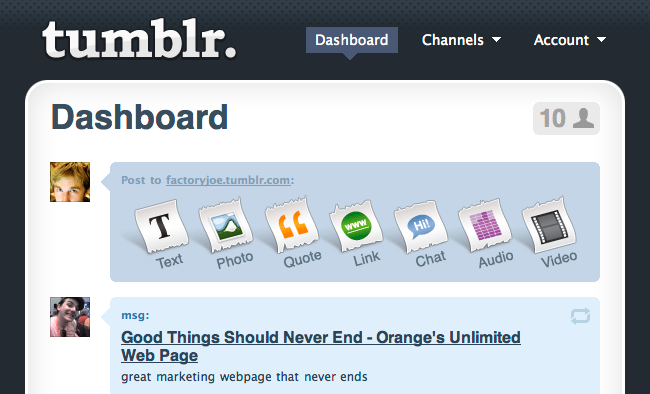 tumblr.
Dashboard Channels Account
Dashboard
10
Post to factoryjoe.tumblr.com:
T
www
Hi!
Text Photo Quote Link Chat Audio Video
msg:
Good Things Should Never End - Orange's Unlimited
Web Page
great marketing webpage that never ends